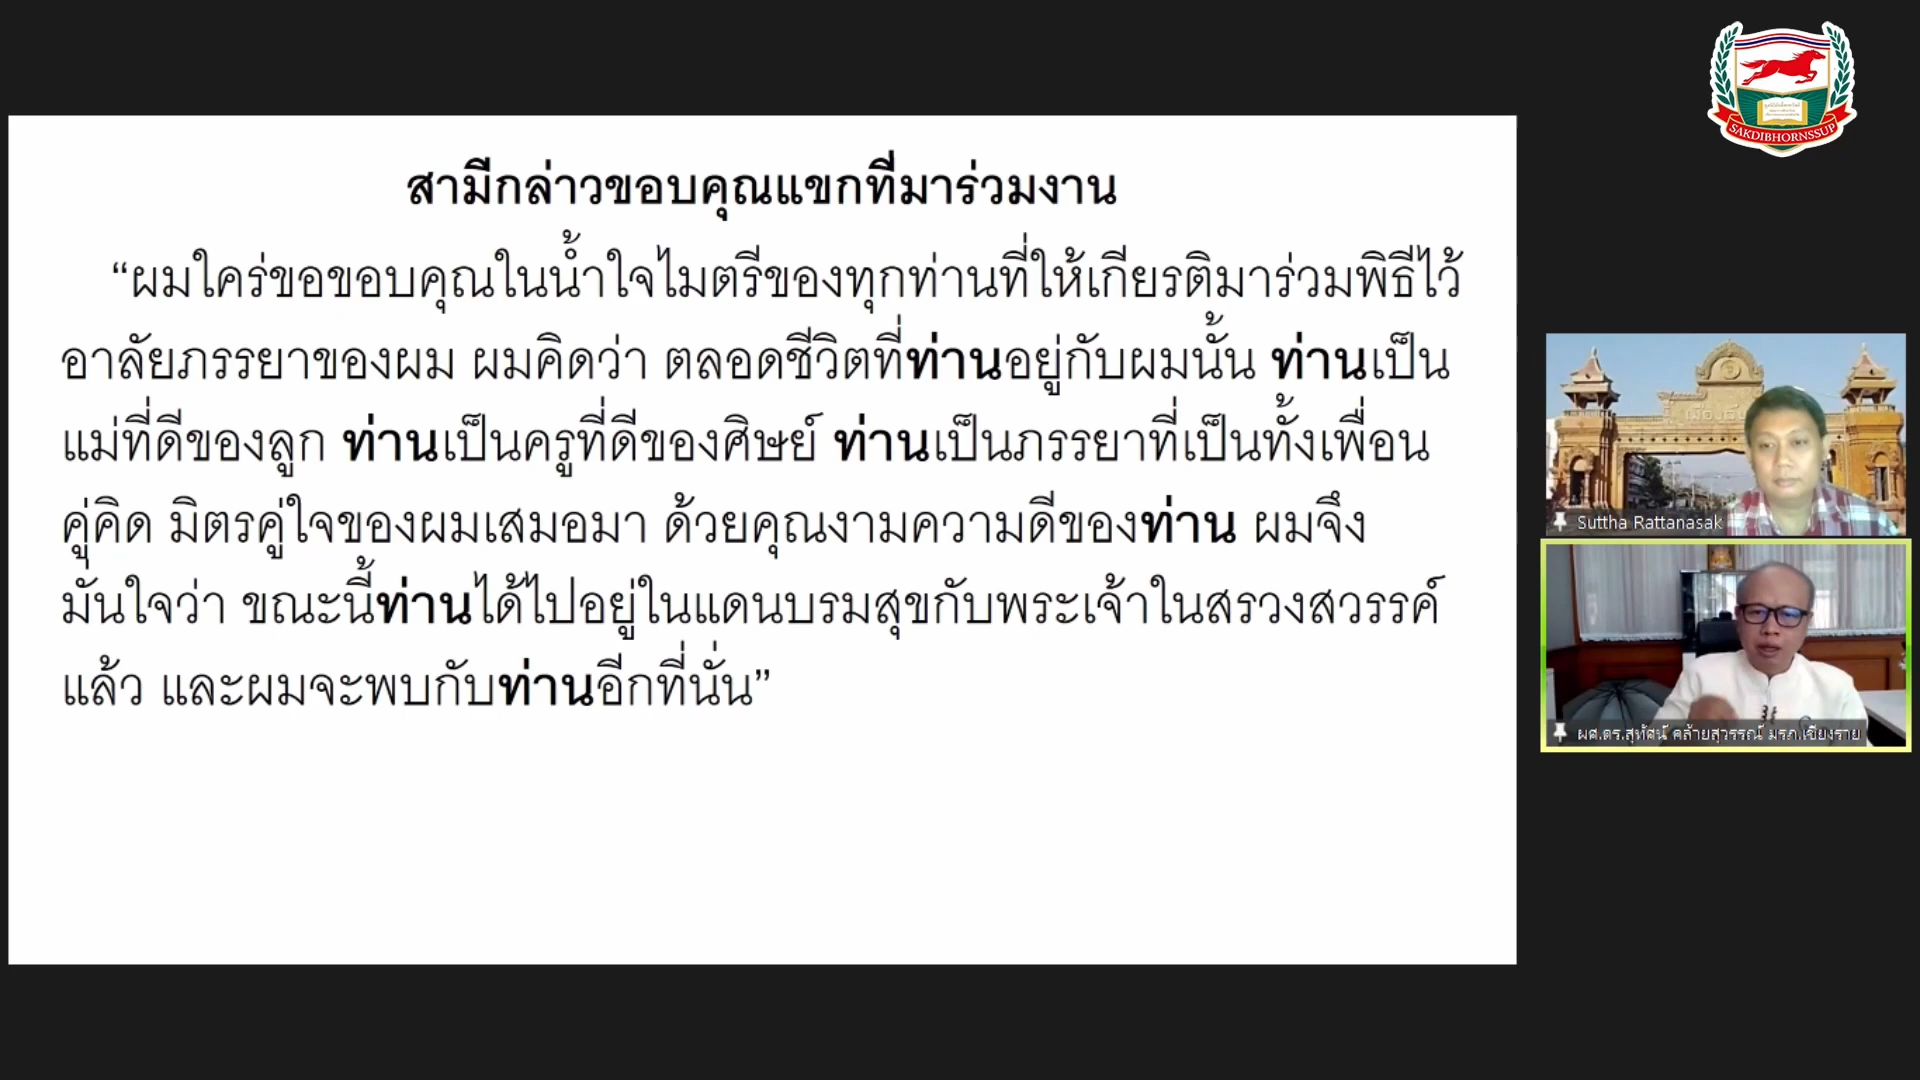 สามีกล่าวขอบคุณแขกที่มาร่วมงาน
“ผมใคร่ขอขอบคุณในน้ำใจไมตรีของทุกท่านที่ให้เกียรติมาร่วมพิธีไว้
อาลัยภรรยาของผม ผมคิดว่า ตลอดชีวิตที่ท่านอยู่กับผมนั้น ท่านเป็น
แม่ที่ดีของลูก ท่านเป็นครูที่ดีของศิษย์ ท่านเป็นภรรยาที่เป็นทั้งเพื่อน
คู่คิด มิตรคู่ใจของผมเสมอมา ด้วยคุณงามความดีของท่าน ผมจึง
มั่นใจว่า ขณะนี้ท่านได้ไปอยู่ในแดนบรมสุขกับพระเจ้าในสรวงสวรรค์
แล้ว และผมจะพบกับท่านอีกที่นั่น”
SAKDIBHORNSSUP
Suttha Rattanasak
ผศ.ดร.สุทัศน์ คล้ายสุวรรณ์ มรภ.เชียงราย